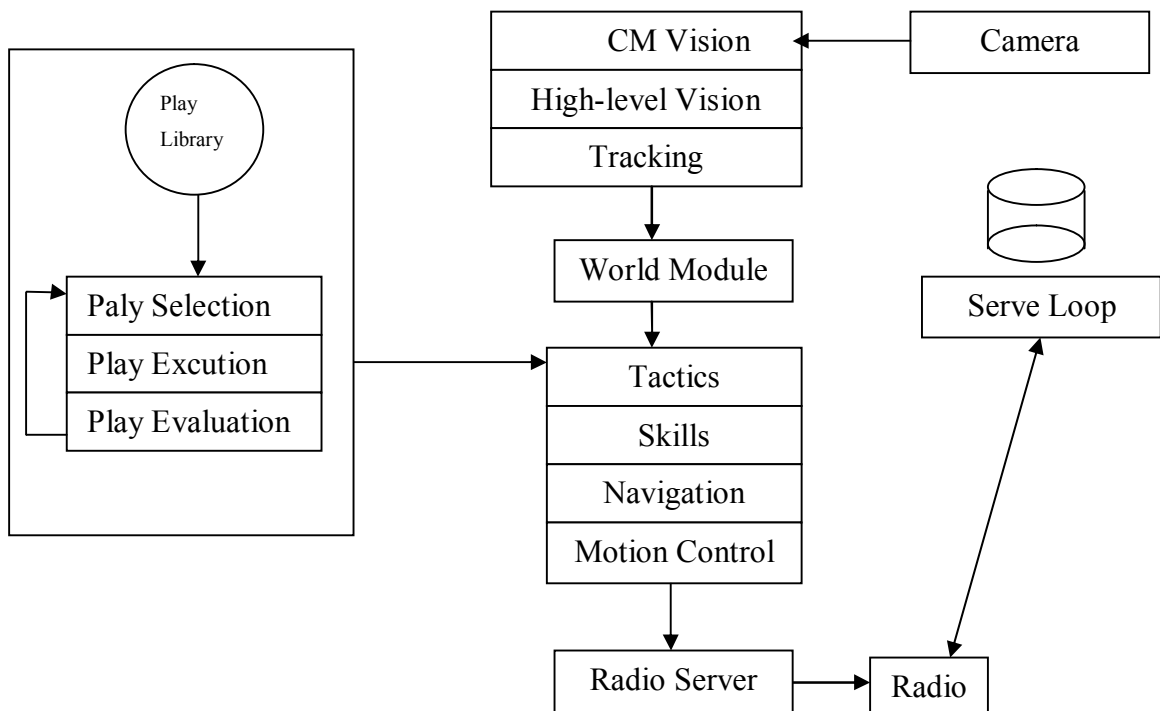 CM Vision
Camera
High-level Vision
Tracking
Play
Library
World Module
Paly Selection
Play Excution
Play Evaluation
Serve Loop
Tactics
Skills
Navigation
Motion Control
Radio Server
Radio